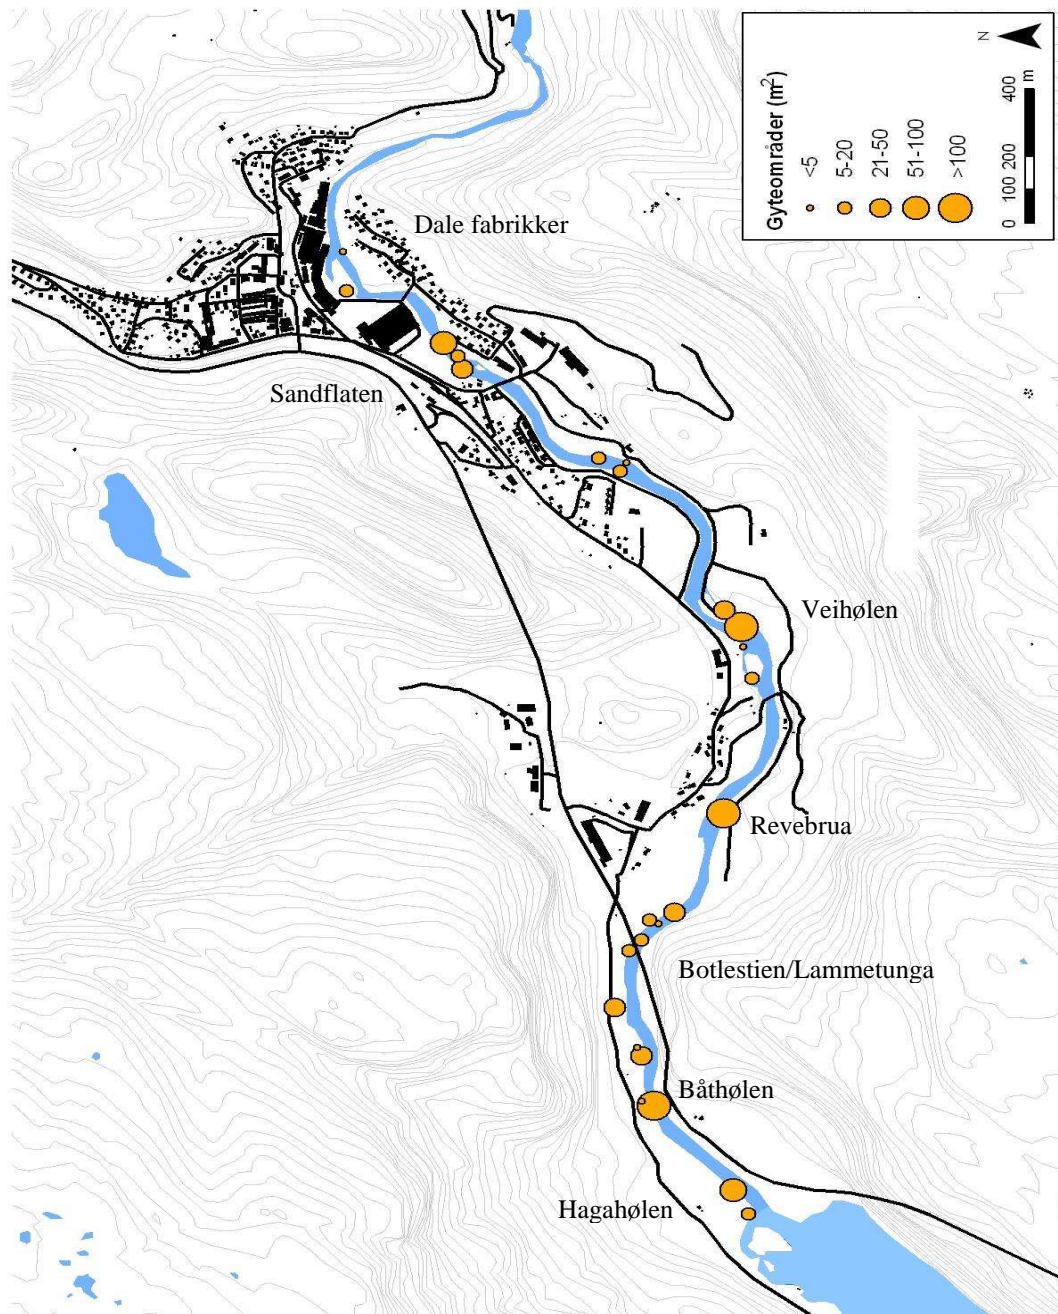 Gyteområder (m²)
<5
5-20
21-50
51-100
>100
N
0 100 200 400
m
Dale fabrikker
Sandflaten
Veihølen
Revebrua
Botlestien/Lammetunga
Båthølen
Hagahølen